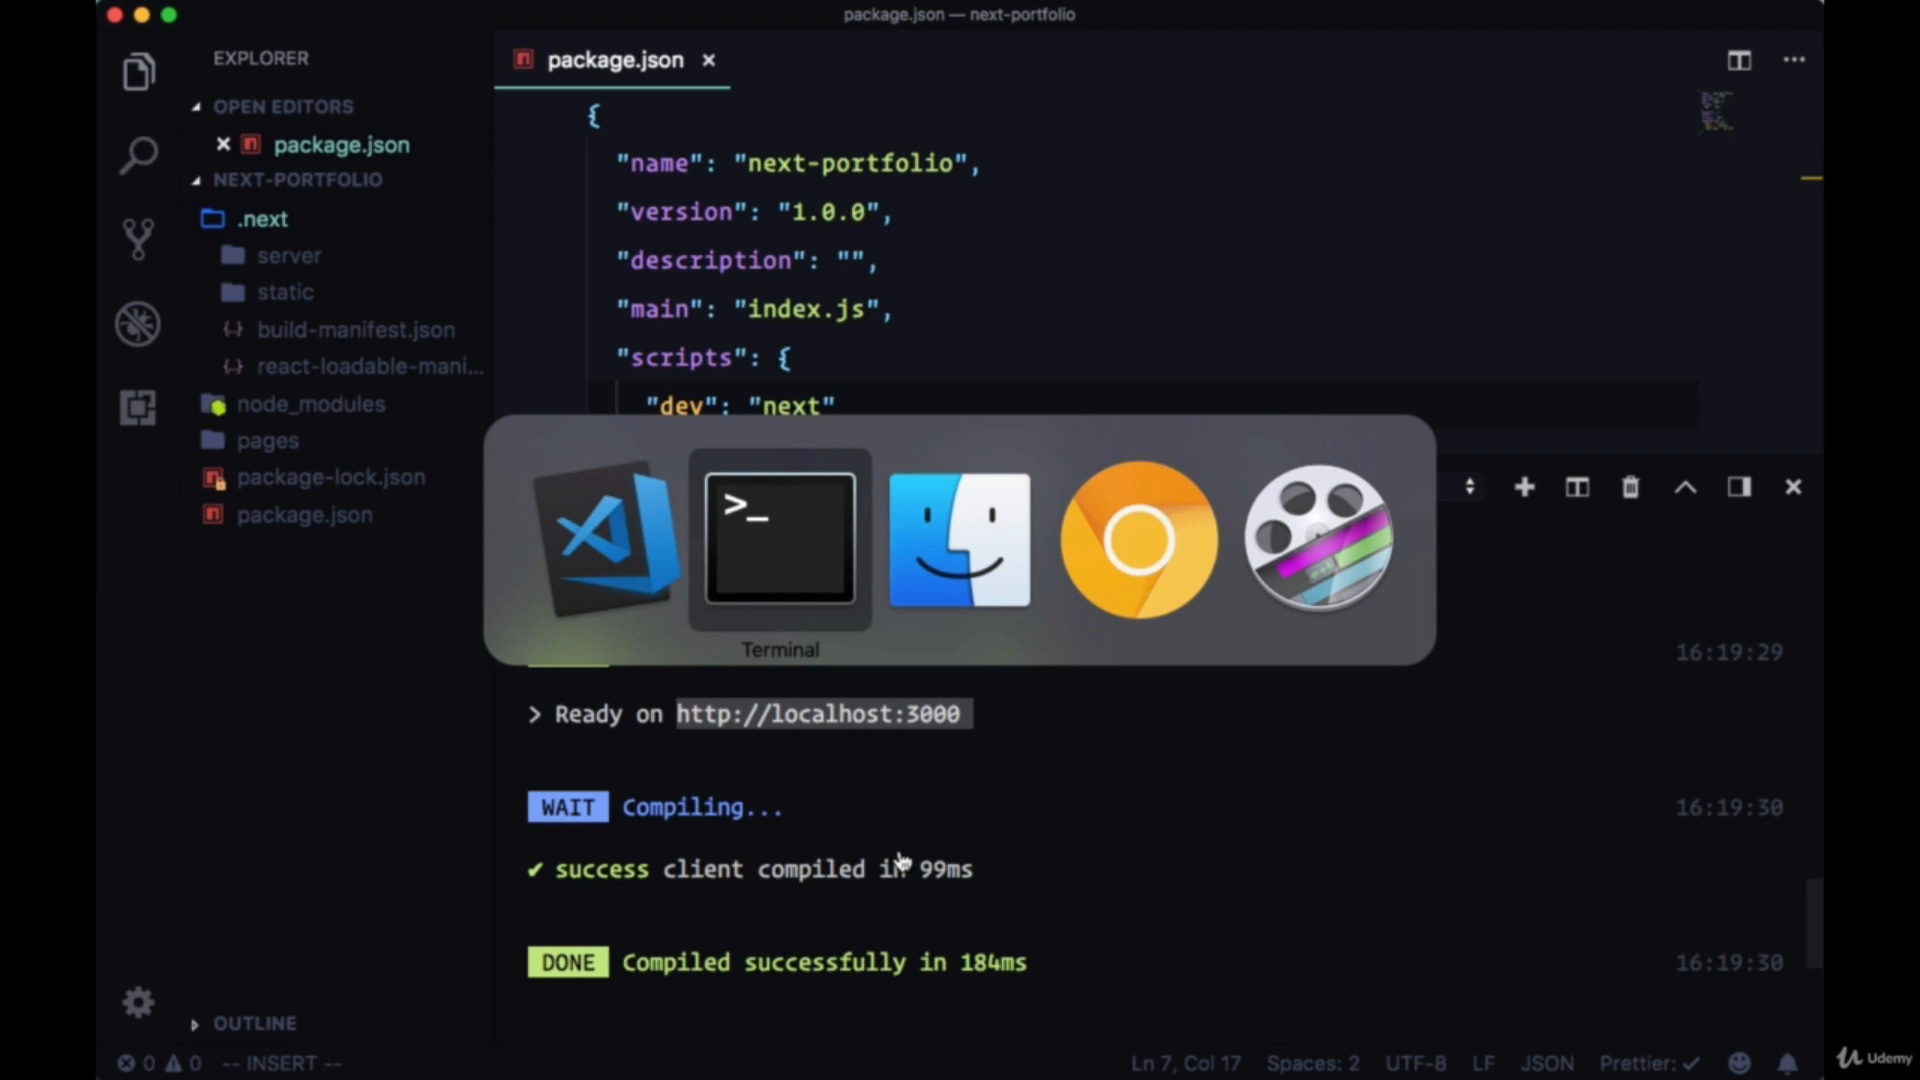 package.json — next-portfolio
EXPLORER
OPEN EDITORS
package.json
NEXT-PORTFOLIO
.next
server
static
build-manifest.json
react-loadable-mani...
node_modules
pages
package-lock.json
package.json
OUTLINE
package.json
{
"name": "next-portfolio",
"version": "1.0.0",
"description": "",
"main": "index.js",
"scripts": {
"dev": "next"
>_
Terminal
16:19:29
> Ready on http://localhost:3000
WAIT Compiling... 16:19:30
✔ success client compiled in 99ms
DONE Compiled successfully in 184ms 16:19:30
0 0 -- INSERT -- Ln 7, Col 17 Spaces: 2 UTF-8 LF JSON Prettier: ✓
Udemy